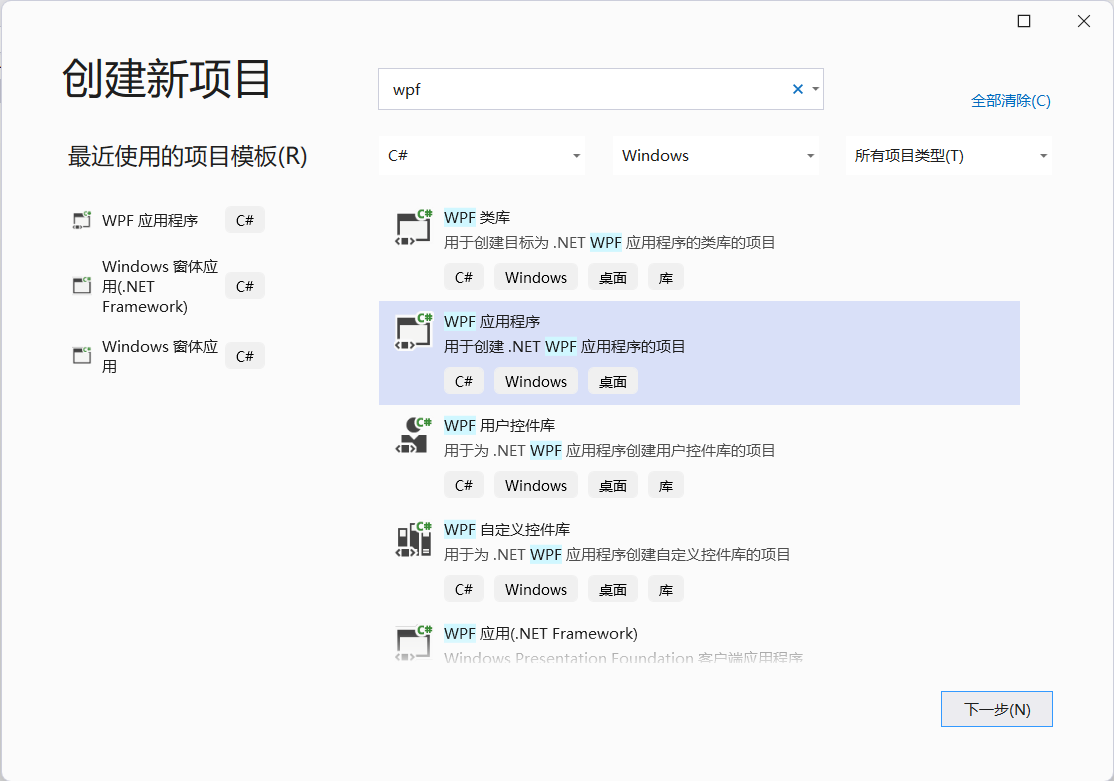 创建新项目
wpf
全部清除(C)
最近使用的项目模板(R)
C#
Windows
所有项目类型(T)
WPF 应用程序
C#
Windows 窗体应
用(.NET
Framework)
C#
Windows 窗体应
用
C#
WPF 类库
用于创建目标为 .NET WPF 应用程序的类库的项目
C# Windows 桌面 库
WPF 应用程序
用于创建 .NET WPF 应用程序的项目
C# Windows 桌面
WPF 用户控件库
用于为 .NET WPF 应用程序创建用户控件库的项目
C# Windows 桌面 库
WPF 自定义控件库
用于为 .NET WPF 应用程序创建自定义控件库的项目
C# Windows 桌面 库
WPF 应用(.NET Framework)
Windows Presentation Foundation 客户端应用程序
下一步(N)